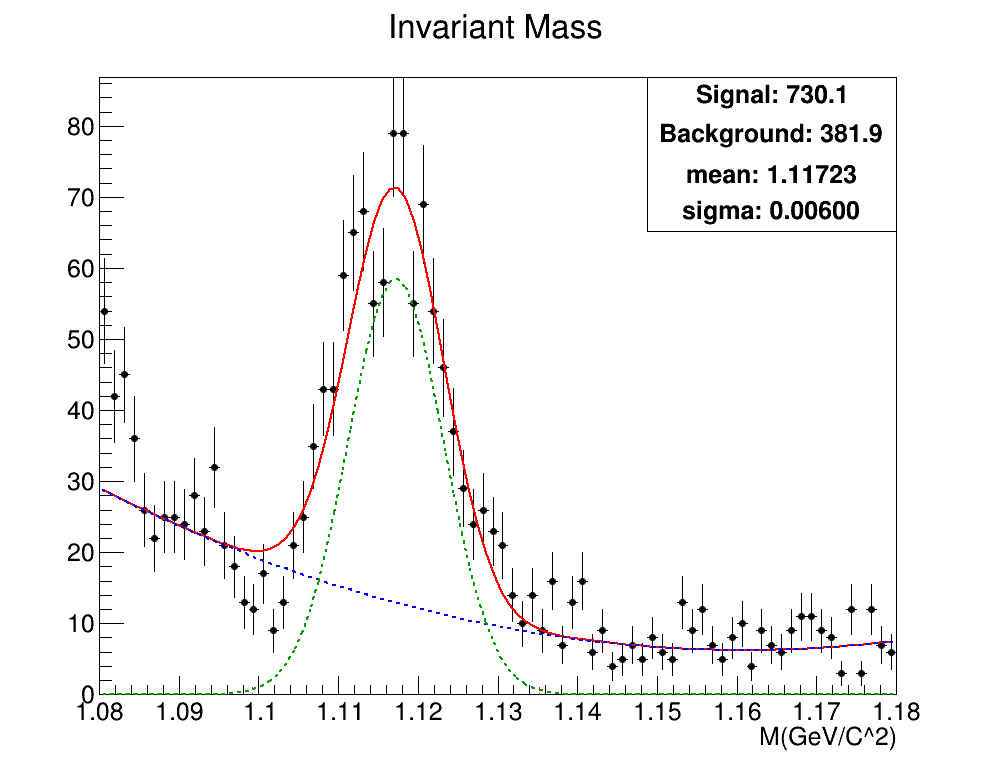 Invariant Mass
Signal: 730.1
Background: 381.9
mean: 1.11723
sigma: 0.00600
80
70
60
50
40
30
20
10
0
1.08 1.09 1.1 1.11 1.12 1.13 1.14 1.15 1.16 1.17 1.18
M(GeV/C^2)